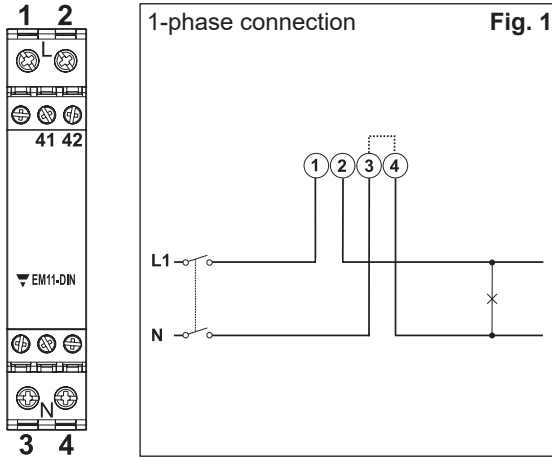 1 2
L
41 42
EM11-DIN
N
3 4
1-phase connection Fig. 1
1 2 3 4
L1
N